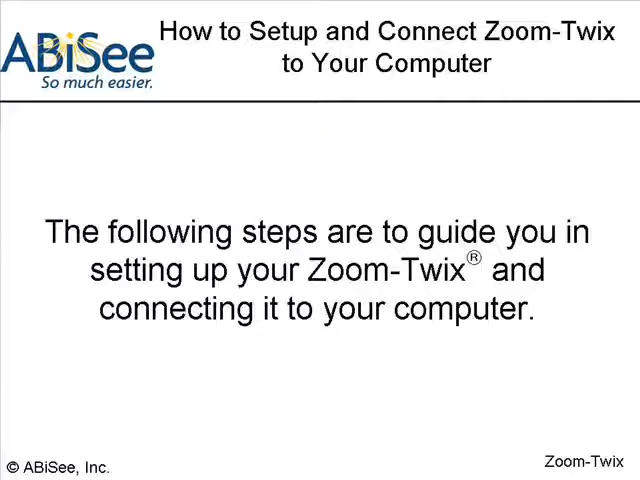 ABiSee
So much easier.
How to Setup and Connect Zoom-Twix
to Your Computer
The following steps are to guide you in
setting up your Zoom-Twix® and
connecting it to your computer.
© ABiSee, Inc.
Zoom-Twix